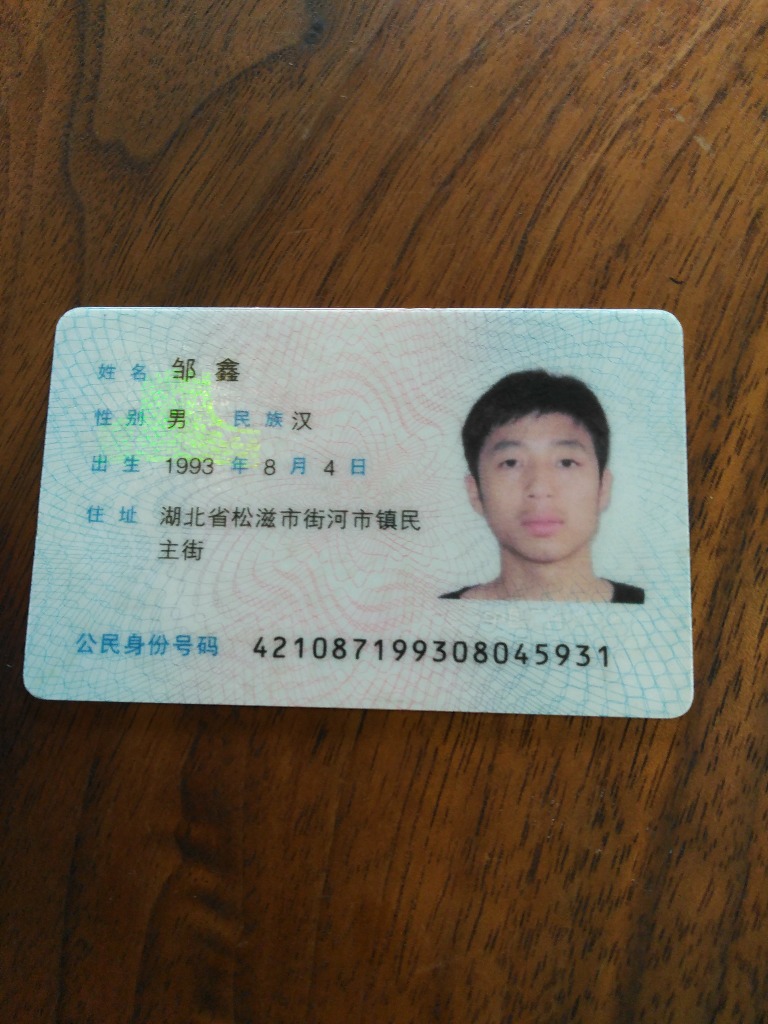 姓名 邹鑫
性别 男 民族 汉
出生 1993 年 8 月 4 日
住址 湖北省松滋市街河市镇民
主街
公民身份号码 421087199308045931